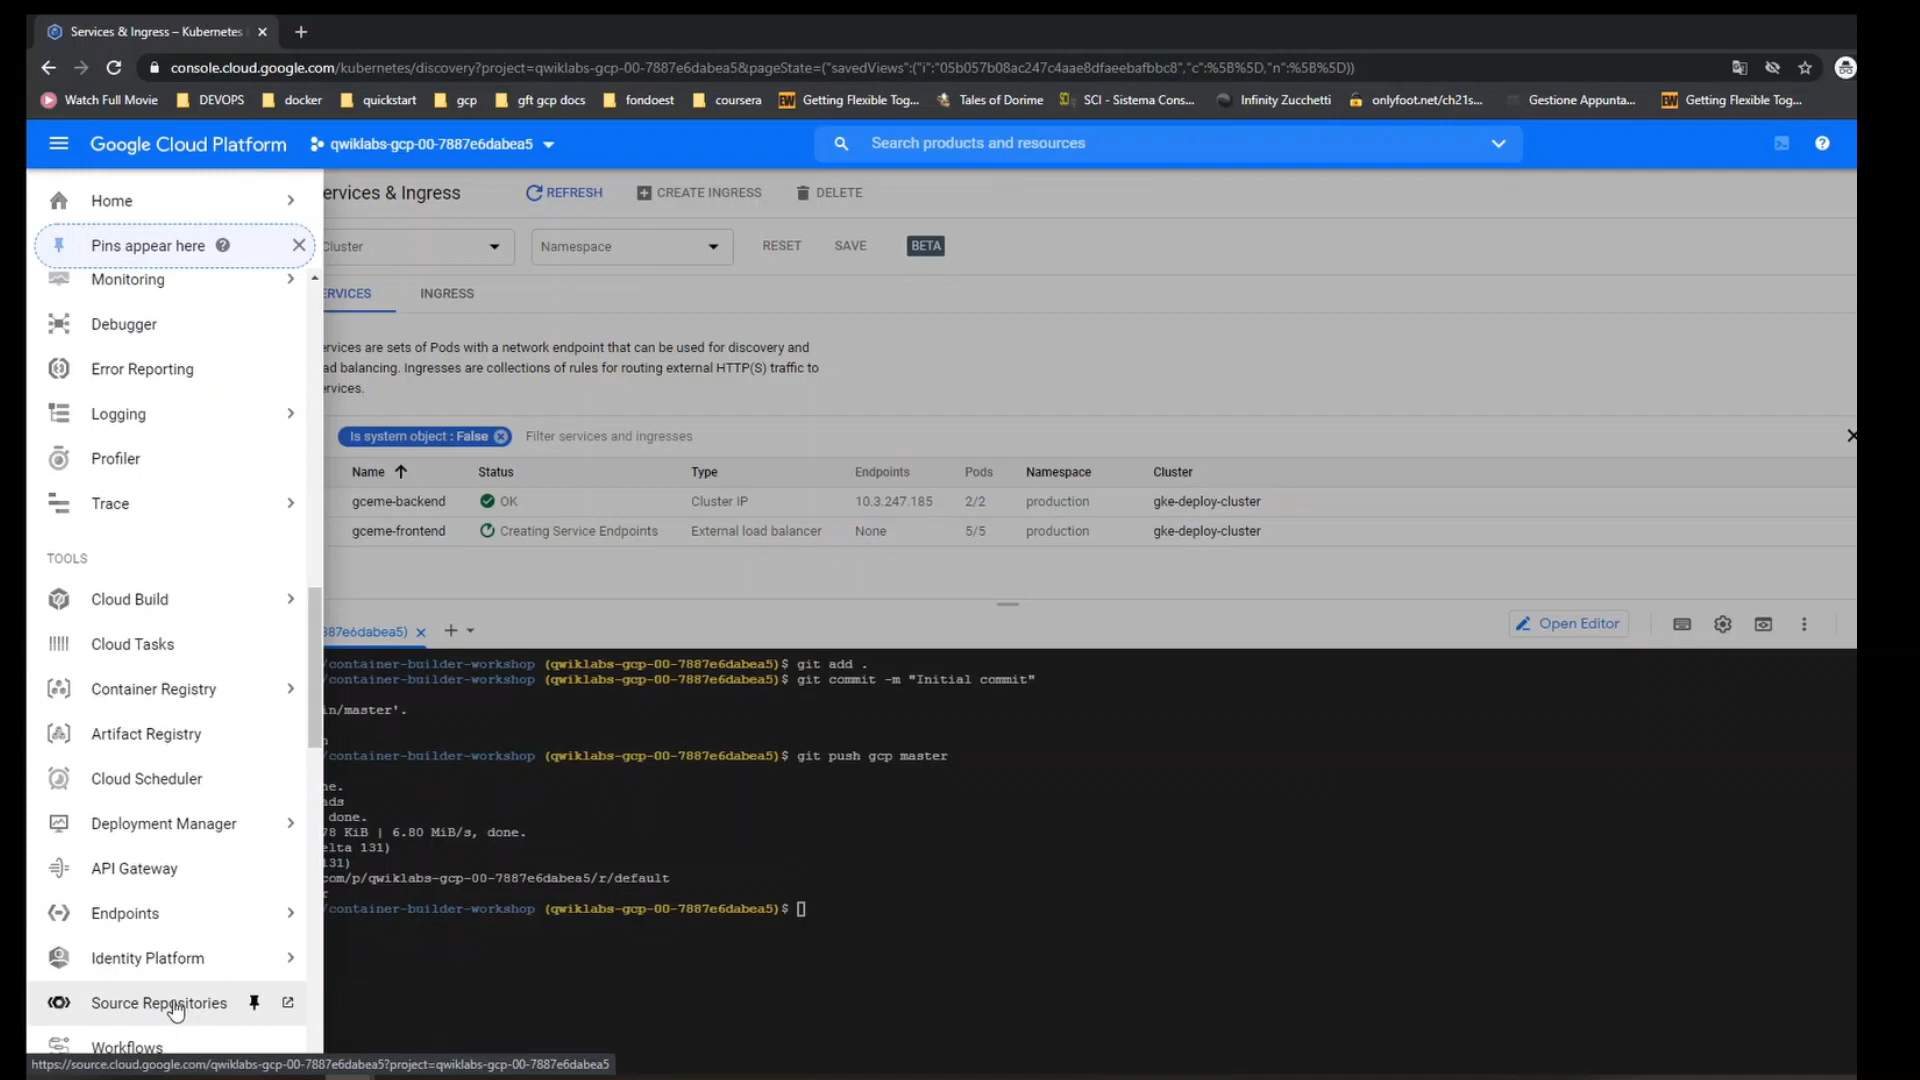 Services & Ingress – Kubernetes
console.cloud.google.com/kubernetes/discovery?project=qwiklabs-gcp-00-7887e6dabea5&pageState=("savedViews":("i":"05b057b08ac247c4aae8dfaeebafbbc8","c":%5B%5D,"n":%5B%5D))
Watch Full Movie DEVOPS docker quickstart gcp gft gcp docs fondoest coursera Getting Flexible Tog... Tales of Dorime SCI - Sistema Cons... Infinity Zucchetti onlyfoot.net/ch21s... Gestione Appunta... Getting Flexible Tog...
Google Cloud Platform qwiklabs-gcp-00-7887e6dabea5 Search products and resources
Home
Pins appear here
Monitoring
Debugger
Error Reporting
Logging
Profiler
Trace
TOOLS
Cloud Build
Cloud Tasks
Container Registry
Artifact Registry
Cloud Scheduler
Deployment Manager
API Gateway
Endpoints
Identity Platform
Source Repositories
Workflows
https://source.cloud.google.com/qwiklabs-gcp-00-7887e6dabea5?project=qwiklabs-gcp-00-7887e6dabea5
ervices & Ingress REFRESH CREATE INGRESS DELETE
Cluster Namespace RESET SAVE BETA
ERVICES INGRESS
ervices are sets of Pods with a network endpoint that can be used for discovery and
ad balancing. Ingresses are collections of rules for routing external HTTP(S) traffic to
ervices.
Is system object : False Filter services and ingresses
Name Status Type Endpoints Pods Namespace Cluster
gceme-backend OK Cluster IP 10.3.247.185 2/2 production gke-deploy-cluster
gceme-frontend Creating Service Endpoints External load balancer None 5/5 production gke-deploy-cluster
887e6dabea5) Open Editor
/container-builder-workshop (qwiklabs-gcp-00-7887e6dabea5)$ git add .
/container-builder-workshop (qwiklabs-gcp-00-7887e6dabea5)$ git commit -m "Initial commit"
in/master'.
n
/container-builder-workshop (qwiklabs-gcp-00-7887e6dabea5)$ git push gcp master
ne.
ads
done.
78 KiB | 6.80 MiB/s, done.
elta 131)
131)
com/p/qwiklabs-gcp-00-7887e6dabea5/r/default
r
/container-builder-workshop (qwiklabs-gcp-00-7887e6dabea5)$